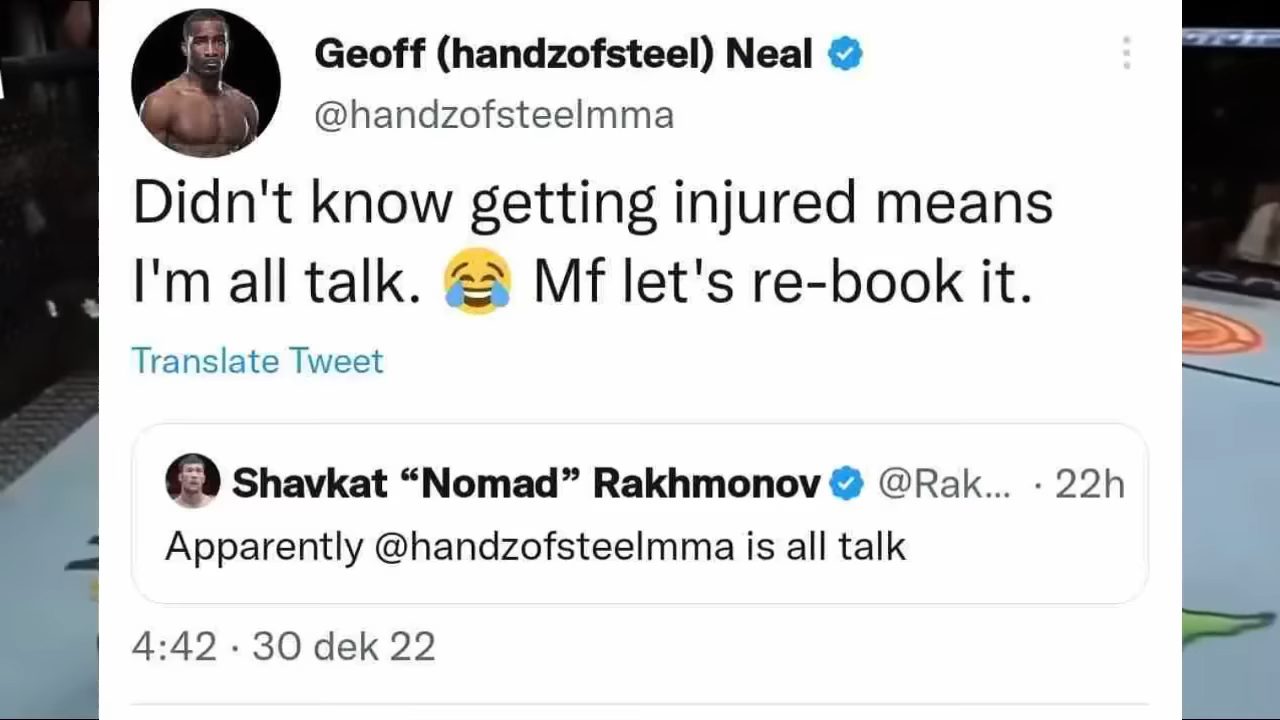 Geoff (handzofsteel) Neal
@handzofsteelmma
Didn't know getting injured means
I'm all talk. 😂 Mf let's re-book it.
Translate Tweet
Shavkat “Nomad” Rakhmonov @Rak... · 22h
Apparently @handzofsteelmma is all talk
4:42 · 30 dek 22